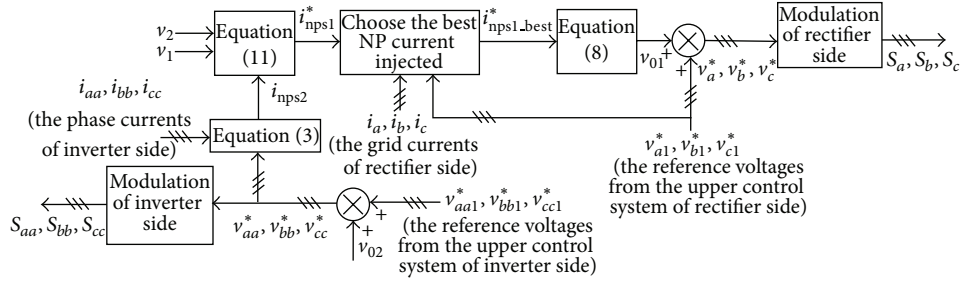 v₂
v₁
Equation
(11)
i*nps1
Choose the best
NP current
injected
i*nps1_best
Equation
(8)
v₀₁
+
+
v*a, v*b, v*c
Modulation
of rectifier
side
Sa, Sb, Sc
inps2
iaa, ibb, icc
(the phase currents
of inverter side)
Equation (3)
ia, ib, ic
(the grid currents
of rectifier side)
v*a1, v*b1, v*c1
(the reference voltages
from the upper control
system of rectifier side)
Saa, Sbb, Scc
Modulation
of inverter
side
v*aa, v*bb, v*cc
+
+
v₀₂
v*aa1, v*bb1, v*cc1
(the reference voltages
from the upper control
system of inverter side)